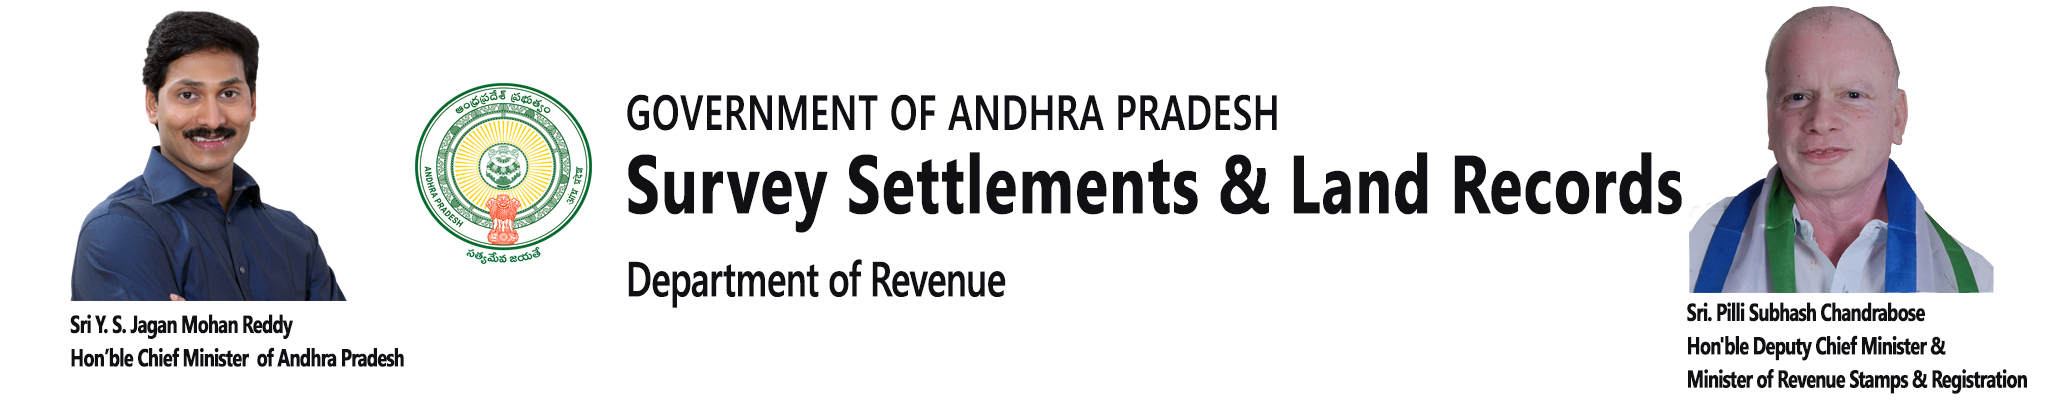 Sri Y. S. Jagan Mohan Reddy
Hon'ble Chief Minister of Andhra Pradesh
ఆంధ్రప్రదేశ్ ప్రభుత్వం
ANDHRA PRADESH
आन्ध्र प्रदेश
సత్యమేవ జయతే
GOVERNMENT OF ANDHRA PRADESH
Survey Settlements & Land Records
Department of Revenue
Sri. Pilli Subhash Chandrabose
Hon'ble Deputy Chief Minister &
Minister of Revenue Stamps & Registration